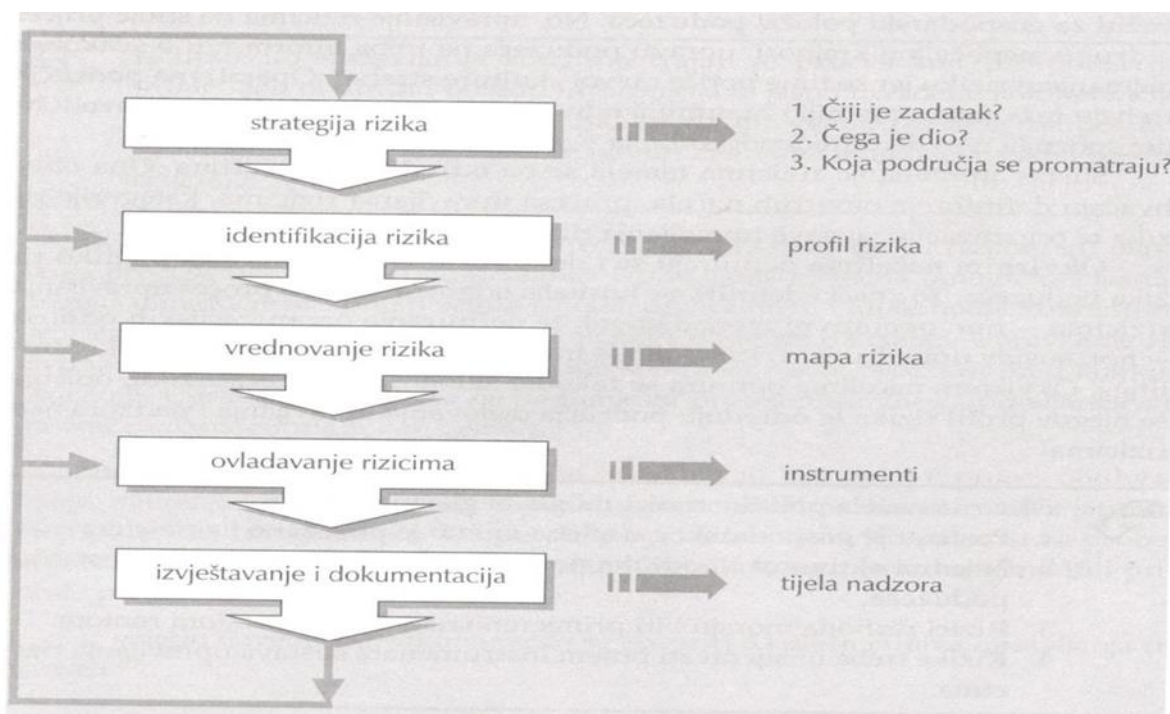 strategija rizika
1. Čiji je zadatak?
2. Čega je dio?
3. Koja područja se promatraju?
identifikacija rizika
profil rizika
vrednovanje rizika
mapa rizika
ovladavanje rizicima
instrumenti
izvještavanje i dokumentacija
tijela nadzora